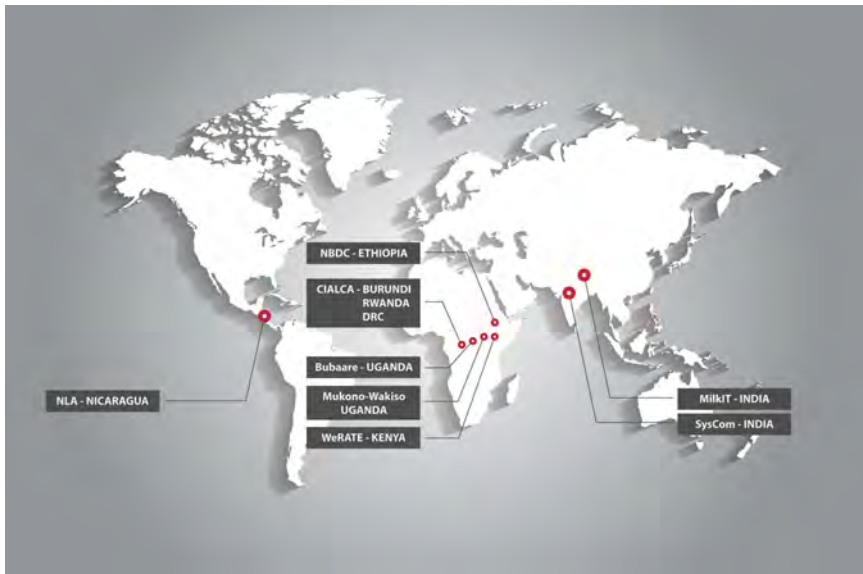 NBDC - ETHIOPIA
CIALCA - BURUNDI
RWANDA
DRC
Bubaare - UGANDA
NLA - NICARAGUA
Mukono-Wakiso
UGANDA
WeRATE - KENYA
MilkIT - INDIA
SysCom - INDIA